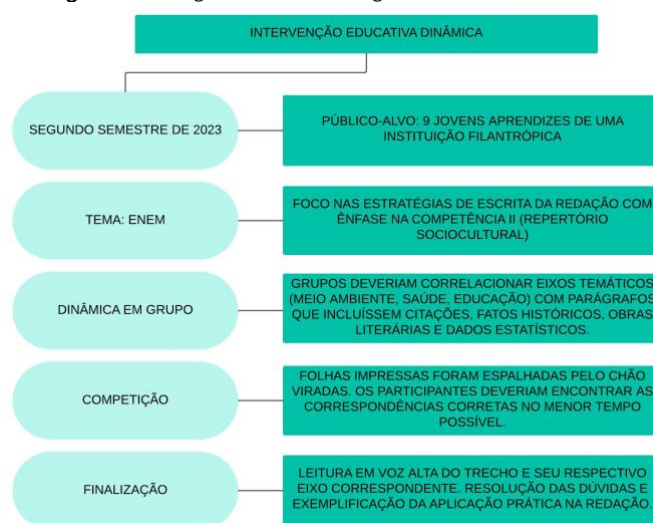 INTERVENÇÃO EDUCATIVA DINÂMICA
SEGUNDO SEMESTRE DE 2023
PÚBLICO-ALVO: 9 JOVENS APRENDIZES DE UMA
INSTITUIÇÃO FILANTRÓPICA
TEMA: ENEM
FOCO NAS ESTRATÉGIAS DE ESCRITA DA REDAÇÃO COM
ÊNFASE NA COMPETÊNCIA II (REPERTÓRIO
SOCIOCULTURAL)
DINÂMICA EM GRUPO
GRUPOS DEVERIAM CORRELACIONAR EIXOS TEMÁTICOS
(MEIO AMBIENTE, SAÚDE, EDUCAÇÃO) COM PARÁGRAFOS
QUE INCLUÍSSEM CITAÇÕES, FATOS HISTÓRICOS, OBRAS
LITERÁRIAS E DADOS ESTATÍSTICOS.
COMPETIÇÃO
FOLHAS IMPRESSAS FORAM ESPALHADAS PELO CHÃO
VIRADAS. OS PARTICIPANTES DEVERIAM ENCONTRAR AS
CORRESPONDÊNCIAS CORRETAS NO MENOR TEMPO
POSSÍVEL.
FINALIZAÇÃO
LEITURA EM VOZ ALTA DO TRECHO E SEU RESPECTIVO
EIXO CORRESPONDENTE. RESOLUÇÃO DAS DÚVIDAS E
EXEMPLIFICAÇÃO DA APLICAÇÃO PRÁTICA NA REDAÇÃO.